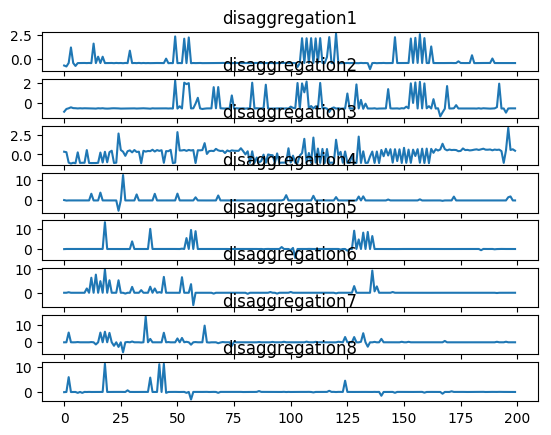 disaggregation1
2.5
0.0
disaggregation2
2
0
disaggregation3
2.5
0.0
disaggregation4
10
0
disaggregation5
10
0
disaggregation6
10
0
disaggregation7
10
0
disaggregation8
10
0
0 25 50 75 100 125 150 175 200